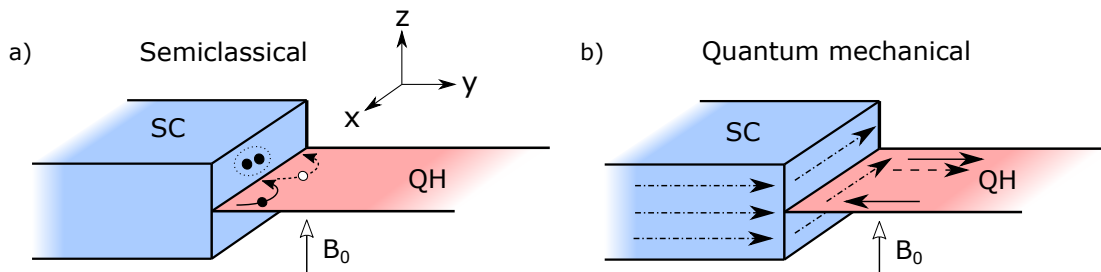 a)
Semiclassical
z
y
x
SC
QH
B₀
b)
Quantum mechanical
SC
QH
B₀